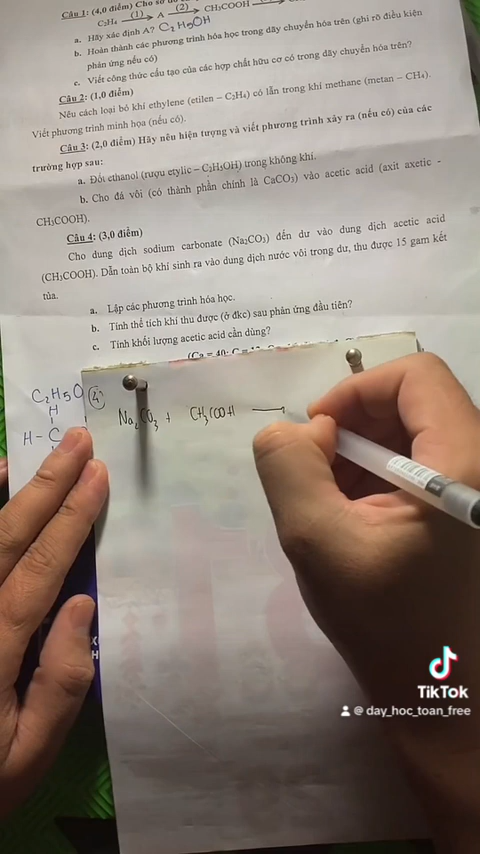 Câu 1: (4,0 điểm) Cho sơ đồ
C₂H₄ (1)→ A (2)→ CH₃COOH
a. Hãy xác định A? C₂H₅OH
b. Hoàn thành các phương trình hóa học trong dãy chuyển hóa trên (ghi rõ điều kiện
phản ứng nếu có)
c. Viết công thức cấu tạo của các hợp chất hữu cơ có trong dãy chuyển hóa trên?
Câu 2: (1,0 điểm)
Nêu cách loại bỏ khí ethylene (etilen – C₂H₄) có lẫn trong khí methane (metan – CH₄).
Viết phương trình minh họa (nếu có).
Câu 3: (2,0 điểm) Hãy nêu hiện tượng và viết phương trình xảy ra (nếu có) của các
trường hợp sau:
a. Đốt ethanol (rượu etylic – C₂H₅OH) trong không khí.
b. Cho đá vôi (có thành phần chính là CaCO₃) vào acetic acid (axit axetic -
CH₃COOH).
Câu 4: (3,0 điểm)
Cho dung dịch sodium carbonate (Na₂CO₃) đến dư vào dung dịch acetic acid
(CH₃COOH). Dẫn toàn bộ khí sinh ra vào dung dịch nước vôi trong dư, thu được 15 gam kết
tủa.
a. Lập các phương trình hóa học.
b. Tính thể tích khí thu được (ở đkc) sau phản ứng đầu tiên?
c. Tính khối lượng acetic acid cần dùng?
C₂H₅O
H
H - C
4
Na₂CO₃ + CH₃COOH →
TikTok
@ day_hoc_toan_free